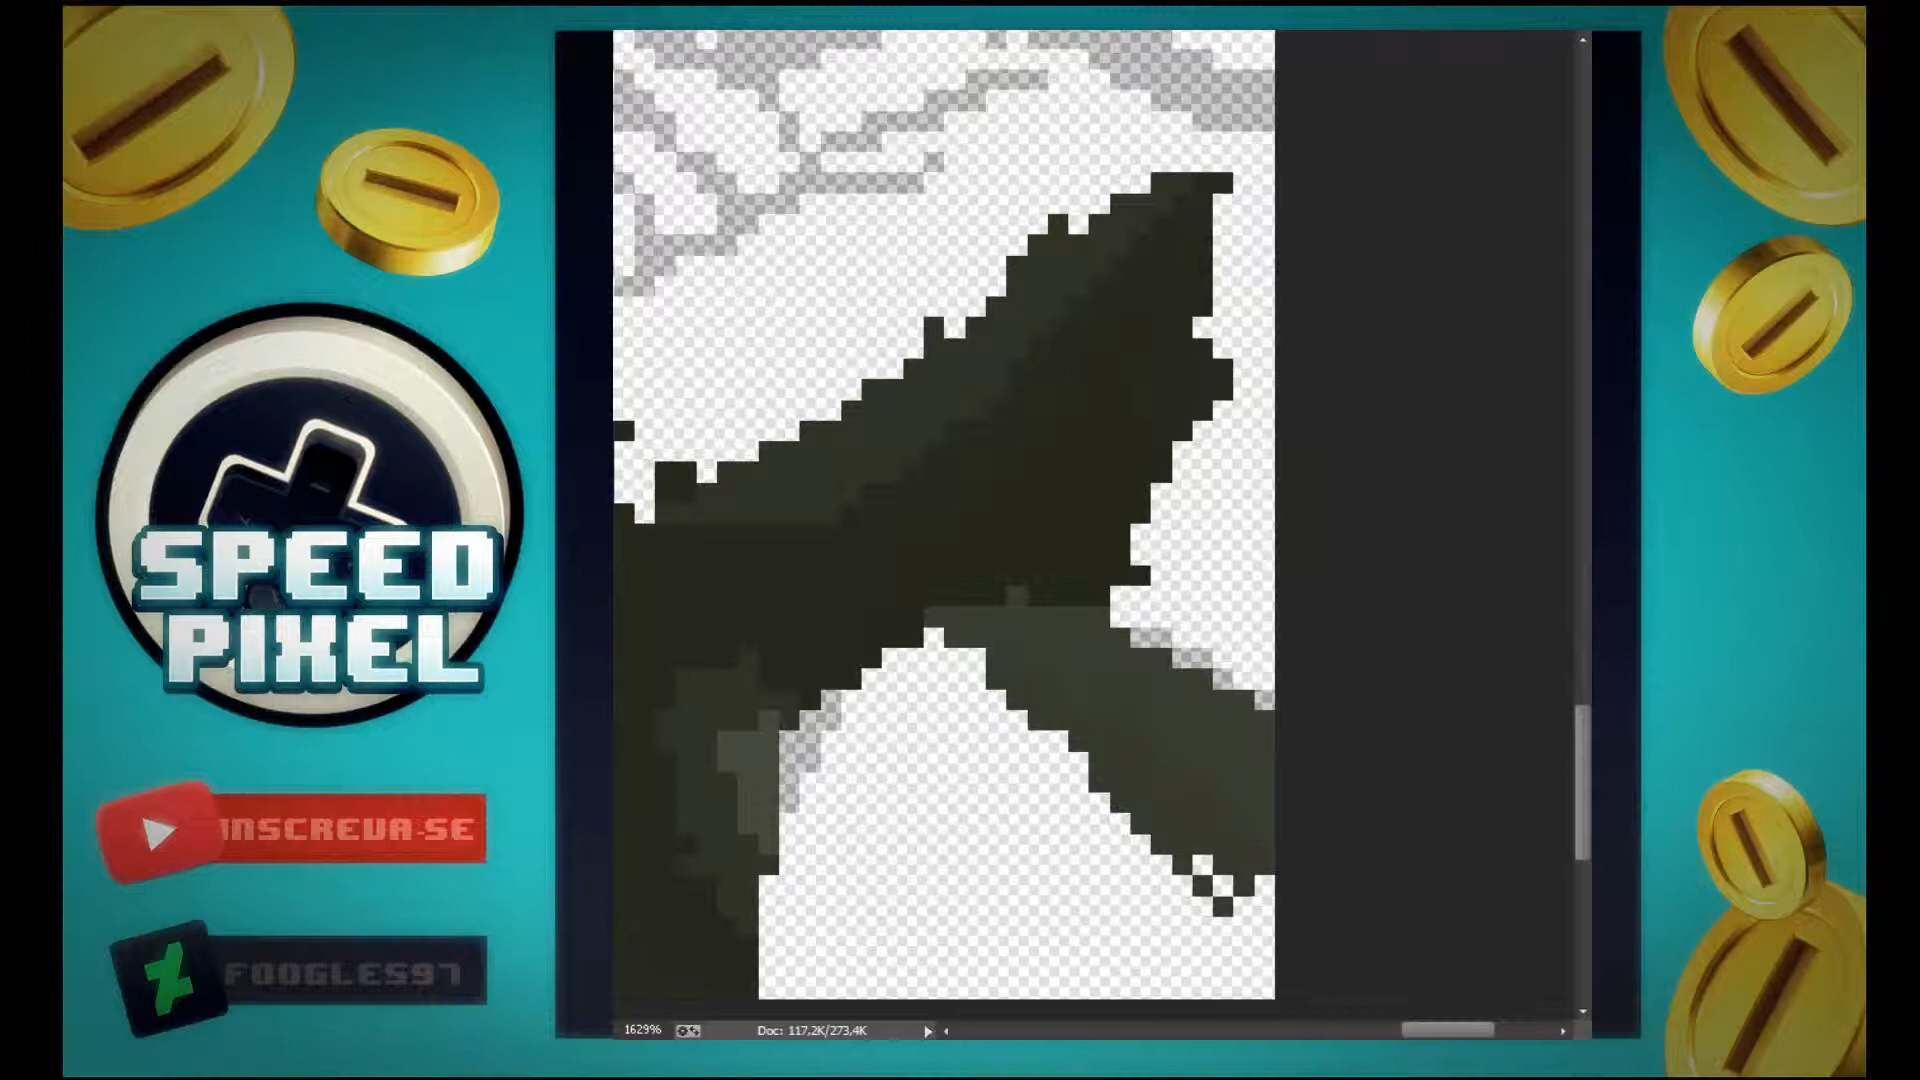 SPEED
PIXEL
INSCREVA-SE
FOOGLES97
1629%
Doc: 117,2K/273,4K